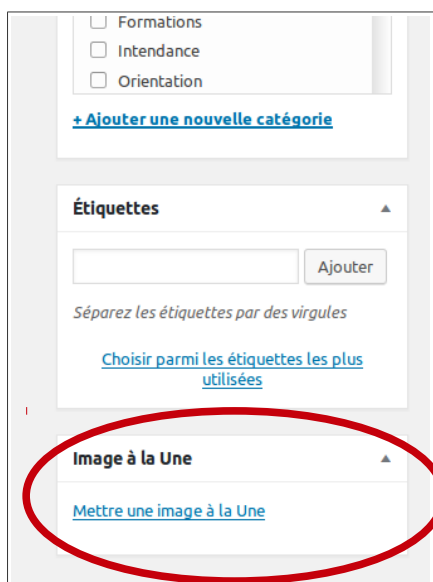 Formations
Intendance
Orientation
+ Ajouter une nouvelle catégorie
Étiquettes
Ajouter
Séparez les étiquettes par des virgules
Choisir parmi les étiquettes les plus
utilisées
Image à la Une
Mettre une image à la Une